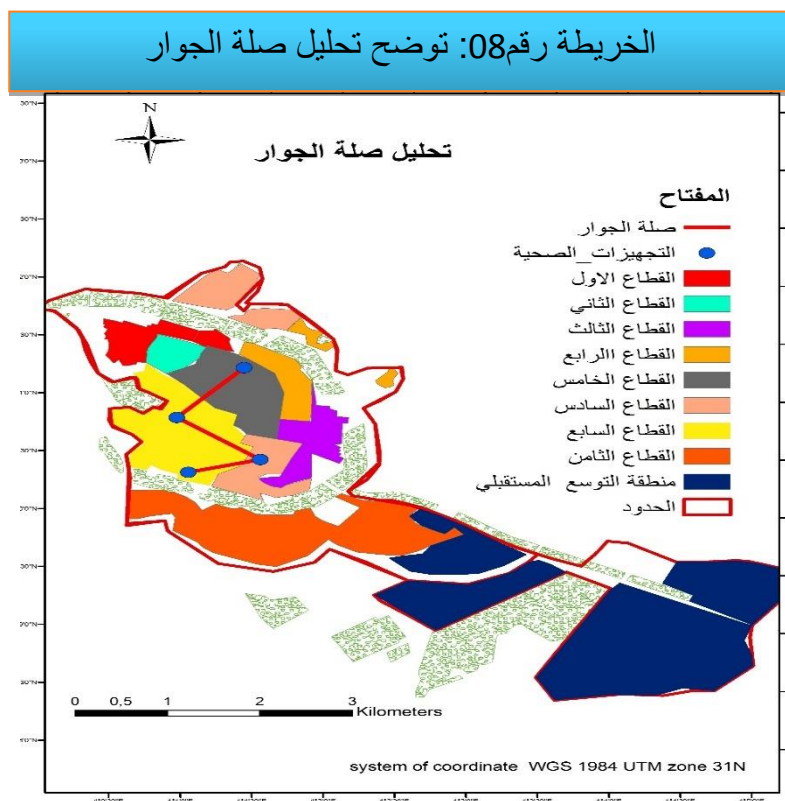 الخريطة رقم08: توضح تحليل صلة الجوار
N
تحليل صلة الجوار
المفتاح
صلة الجوار
التجهيزات_الصحية
القطاع الاول
القطاع الثاني
القطاع الثالث
القطاع االرابع
القطاع الخامس
القطاع السادس
القطاع السابع
القطاع الثامن
منطقة التوسع المستقبلي
الحدود
0 0,5 1 2 3
Kilometers
system of coordinate WGS 1984 UTM zone 31N